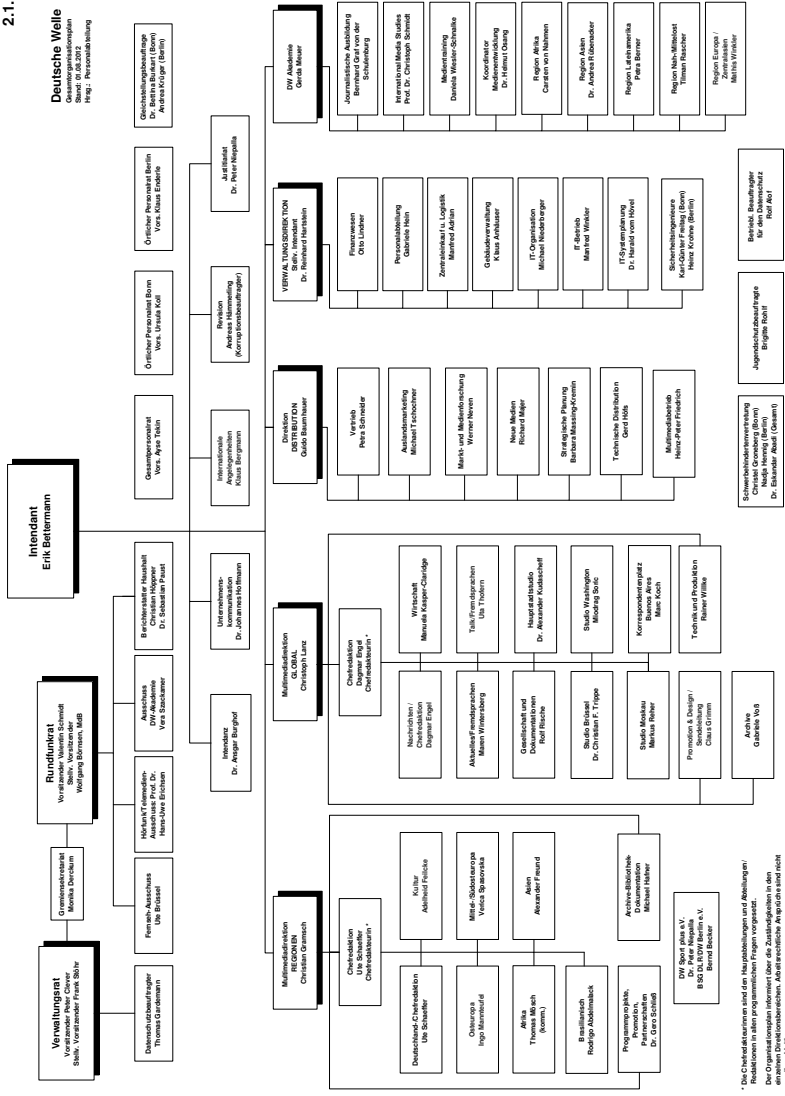 2.1.
Deutsche Welle
Gesamtorganisationsplan
Stand: 01.08.2012
Hrsg.: Personalabteilung
Intendant
Erik Bettermann
Verwaltungsrat
Vorsitzender Peter Clever
Stellv. Vorsitzender Frank Stöhr
Gremiensekretariat
Monika Derckum
Rundfunkrat
Vorsitzender Valentin Schmidt
Stellv. Vorsitzender
Wolfgang Börnsen, MdB
Datenschutzbeauftragter
Thomas Gardemann
Fernseh-Ausschuss
Ute Brüssel
Hörfunk/Telemedien-
Ausschuss: Prof. Dr.
Hans-Uwe Erichsen
Ausschuss
DW-Akademie
Vera Szackamer
Berichterstatter Haushalt
Christian Höppner
Dr. Sebastian Paust
Gesamtpersonalrat
Vors. Ayse Tekin
Örtlicher Personalrat Bonn
Vors. Ursula Koll
Örtlicher Personalrat Berlin
Vors. Klaus Enderle
Gleichstellungsbeauftrage
Dr. Bettina Burkart (Bonn)
Andrea Krüger (Berlin)
Intendanz
Dr. Ansgar Burghof
Unternehmens-
kommunikation
Dr. Johannes Hoffmann
Internationale
Angelegenheiten
Klaus Bergmann
Revision
Andreas Hämmerling
(Korruptionsbeauftragter)
Justitiariat
Dr. Peter Niepalla
Multimediadirektion
REGIONEN
Christian Gramsch
Chefredaktion
Ute Schaeffer
Chefredakteurin *
Deutschland-Chefredaktion
Ute Schaeffer
Kultur
Adelheid Feilcke
Osteuropa
Ingo Mannteufel
Mittel-/Südosteuropa
Verica Spasovska
Afrika
Thomas Mösch
(komm.)
Asien
Alexander Freund
Brasilianisch
Rodrigo Abdelmalack
Programmprojekte,
Promotion,
Partnerschaften
Dr. Gero Schließ
Archive-Bibliothek-
Dokumentation
Michael Hafner
Multimediadirektion
GLOBAL
Christoph Lanz
Chefredaktion
Dagmar Engel
Chefredakteurin *
Nachrichten /
Chefredaktion
Dagmar Engel
Wirtschaft
Manuela Kasper-Claridge
Aktuelles/Fremdsprachen
Maren Wintersberg
Talk/Fremdsprachen
Uta Thofern
Gesellschaft und
Dokumentationen
Rolf Rische
Hauptstadtstudio
Dr. Alexander Kudascheff
Studio Brüssel
Dr. Christian F. Trippe
Studio Washington
Miodrag Soric
Studio Moskau
Markus Reher
Korrespondentenplatz
Buenos Aires
Marc Koch
Promotion & Design /
Sendeleitung
Claus Grimm
Technik und Produktion
Rainer Willke
Archive
Gabriele Voß
Direktion
DISTRIBUTION
Guido Baumhauer
Vertrieb
Petra Schneider
Auslandsmarketing
Michael Tschochner
Markt- und Medienforschung
Werner Neven
Neue Medien
Richard Majer
Strategische Planung
Barbara Massing-Kremin
Technische Distribution
Gerd Höls
Multimediabetrieb
Heinz-Peter Friedrich
VERWALTUNGSDIREKTION
Stellv. Intendant
Dr. Reinhard Hartstein
Finanzwesen
Otto Lindner
Personalabteilung
Gabriele Hein
Zentraleinkauf u. Logistik
Manfred Adrian
Gebäudeverwaltung
Klaus Anhäuser
IT-Organisation
Michael Niederberger
IT-Betrieb
Manfred Winkler
IT-Systemplanung
Dr. Harald vom Hövel
Sicherheitsingenieure
Karl-Günter Freitag (Bonn)
Heinz Krohne (Berlin)
DW Akademie
Gerda Meuer
Journalistische Ausbildung
Bernhard Graf von der
Schulenburg
International Media Studies
Prof. Dr. Christoph Schmidt
Medientraining
Daniela Wiesler-Schnalke
Koordinator
Medienentwicklung
Dr. Helmut Osang
Region Afrika
Carsten von Nahmen
Region Asien
Dr. Andrea Rübenacker
Region Lateinamerika
Petra Berner
Region Nah-/Mittelost
Tilman Rascher
Region Europa /
Zentralasien
Mathis Winkler
DW Sport plus e.V.
Dr. Peter Niepalla
BSG DLR/DW Berlin e.V.
Bernd Becker
Schwerbehindertenvertretung
Christel Groneberg (Bonn)
Nadja Hennig (Berlin)
Dr. Eskandar Abadi (Gesamt)
Jugendschutzbeauftragte
Brigitte Rohlf
Betriebl. Beauftragter
für den Datenschutz
Rolf Alof
* Die Chefredakteurinnen sind den Hauptabteilungen und Abteilungen/
Redaktionen in allen programmlichen Fragen vorgesetzt.
Der Organisationsplan informiert über die Zuständigkeiten in den
einzelnen Direktionsbereichen. Arbeitsrechtliche Ansprüche sind nicht